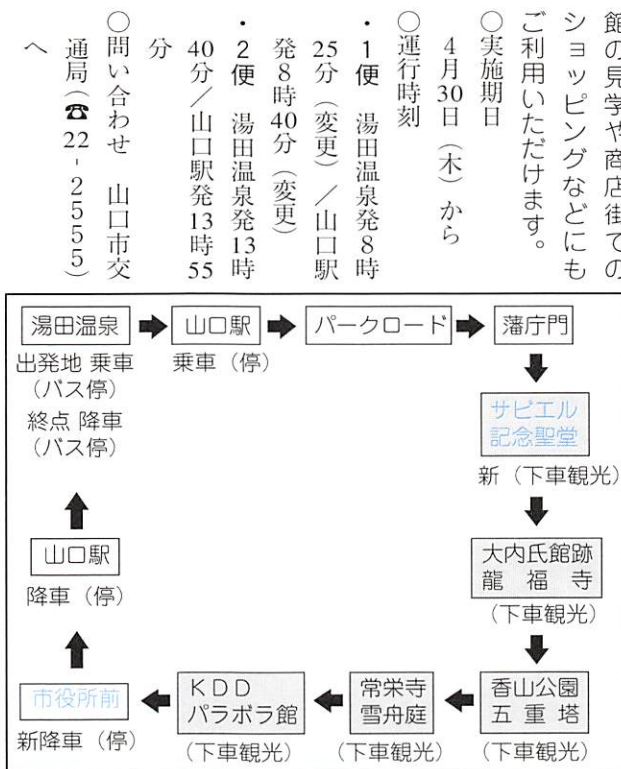 館の見学や商店街での
ショッピングなどにも
ご利用いただけます。
○実施期日
4月30日（木）から
○運行時刻
・1便　湯田温泉発8時
25分（変更）／山口駅
発8時40分（変更）
・2便　湯田温泉発13時
40分／山口駅発13時55
分
○問い合わせ　山口市交
通局（☎22-2555）
へ
湯田温泉 ➡ 山口駅 ➡ パークロード ➡ 藩庁門
出発地 乗車
（バス停）
終点 降車
（バス停）
乗車（停）
サビエル
記念聖堂
新（下車観光）
大内氏館跡
龍福寺
（下車観光）
香山公園
五重塔
（下車観光）
常栄寺
雪舟庭
（下車観光）
KDD
パラボラ館
（下車観光）
市役所前
新降車（停）
山口駅
降車（停）